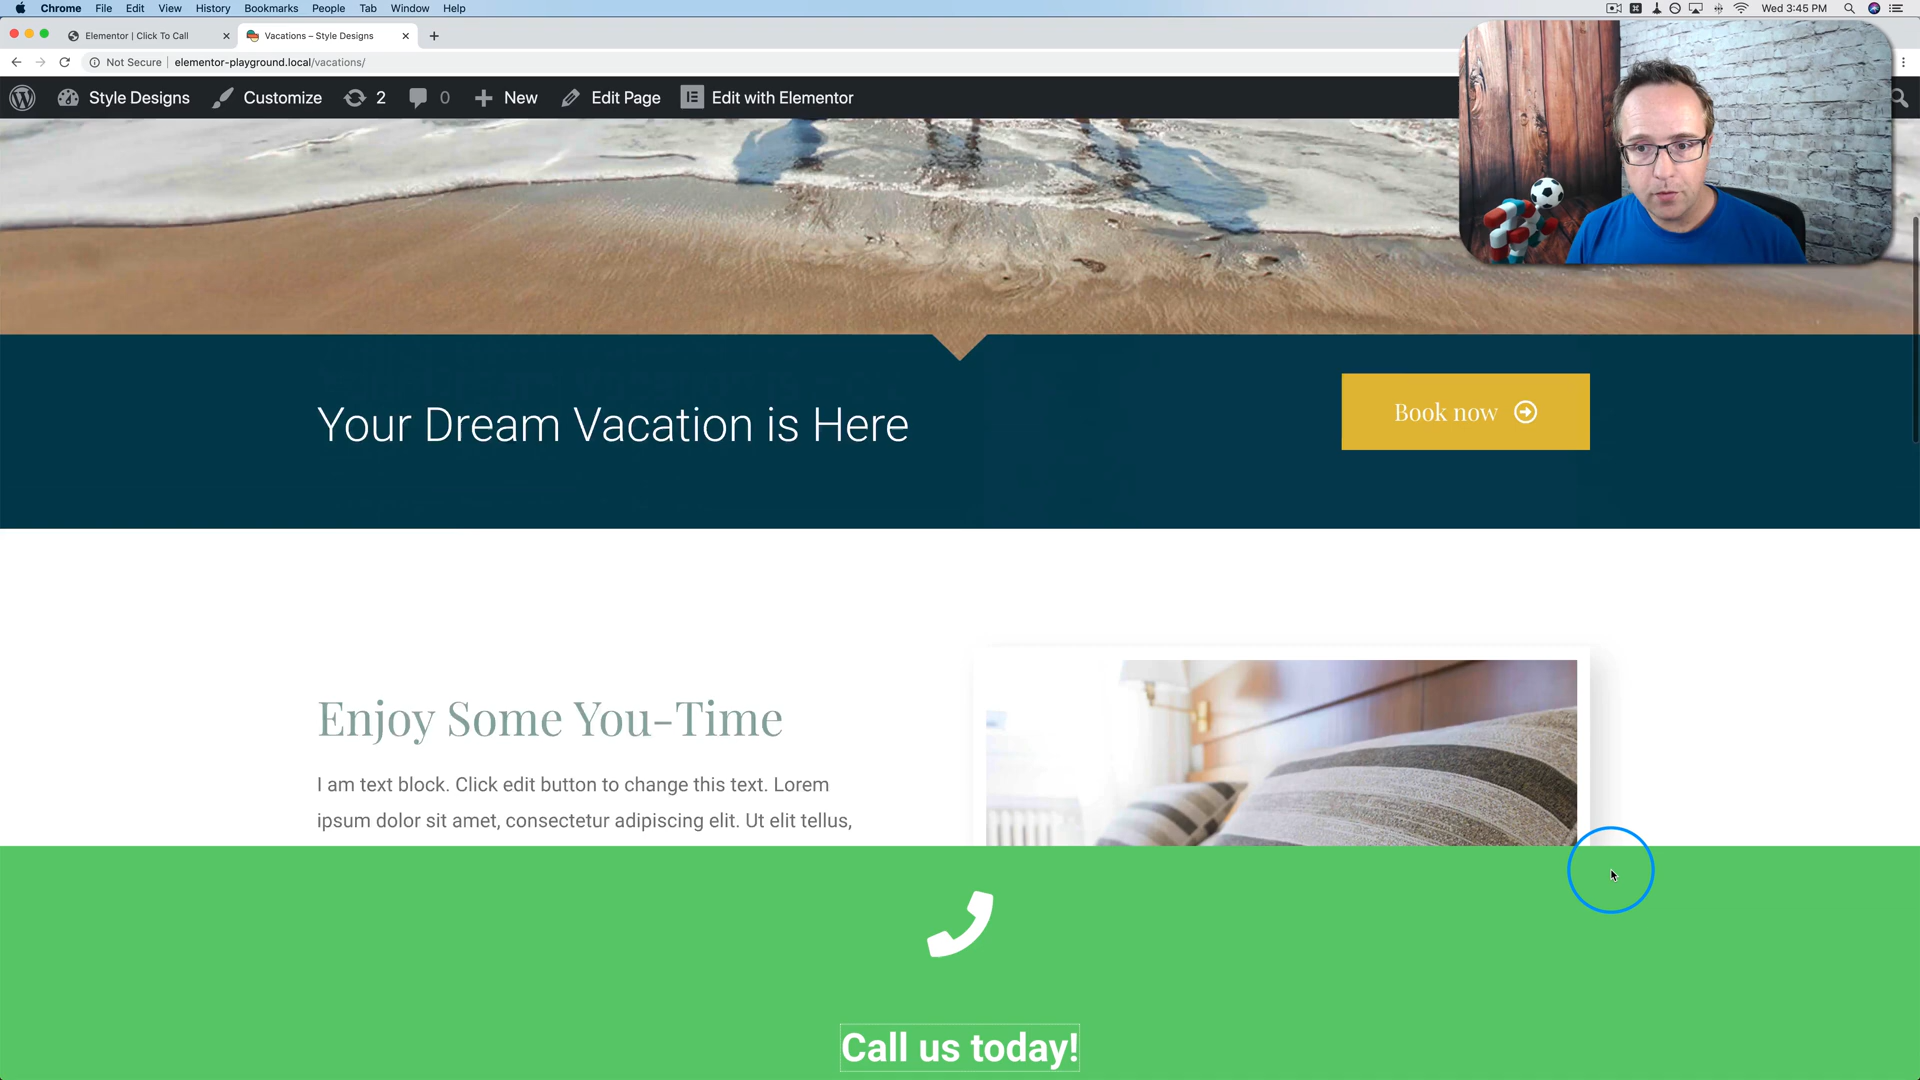 Chrome File Edit View History Bookmarks People Tab Window Help
Wed 3:45 PM
Elementor | Click To Call
Vacations – Style Designs
Not Secure
elementor-playground.local/vacations/
Style Designs
Customize
2
0
New
Edit Page
Edit with Elementor
Your Dream Vacation is Here
Book now
Enjoy Some You-Time
I am text block. Click edit button to change this text. Lorem
ipsum dolor sit amet, consectetur adipiscing elit. Ut elit tellus,
Call us today!